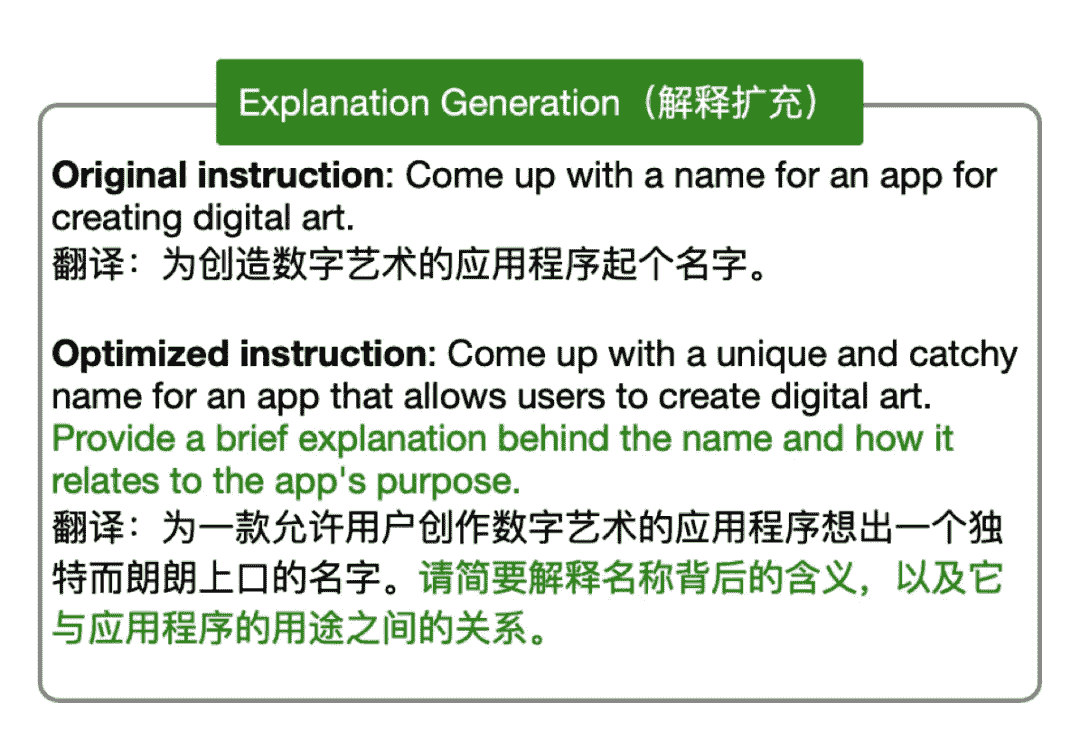 Explanation Generation（解释扩充）
Original instruction: Come up with a name for an app for
creating digital art.
翻译：为创造数字艺术的应用程序起个名字。
Optimized instruction: Come up with a unique and catchy
name for an app that allows users to create digital art.
Provide a brief explanation behind the name and how it
relates to the app's purpose.
翻译：为一款允许用户创作数字艺术的应用程序想出一个独
特而朗朗上口的名字。请简要解释名称背后的含义，以及它
与应用程序的用途之间的关系。